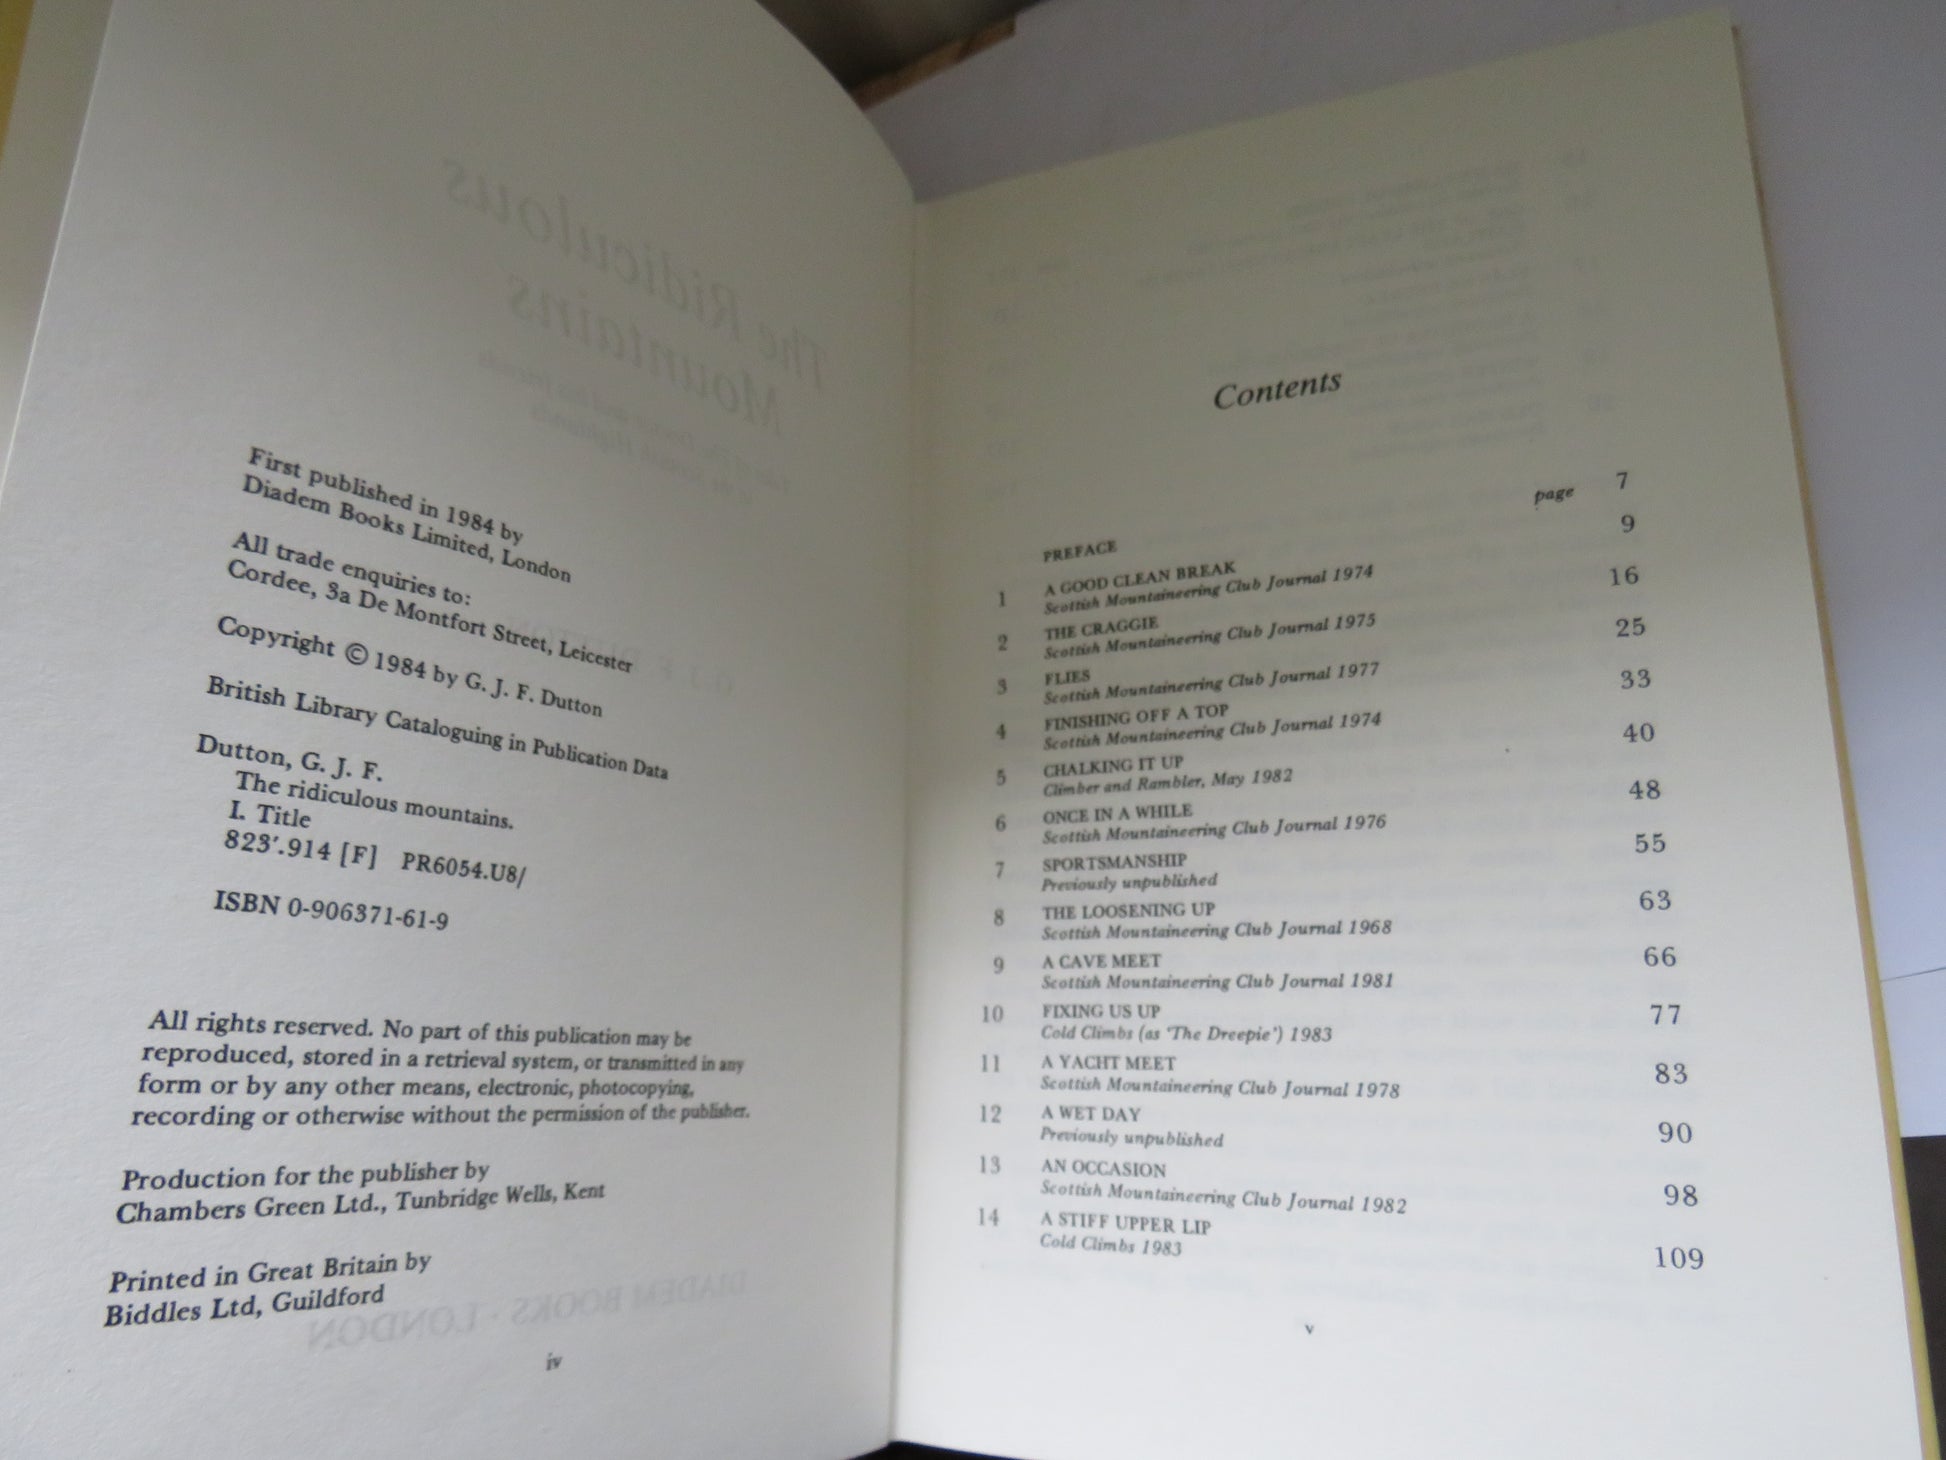 First published in 1984 by
Diadem Books Limited, London
All trade enquiries to:
Cordee, 3a De Montfort Street, Leicester
Copyright © 1984 by G. J. F. Dutton
British Library Cataloguing in Publication Data
Dutton, G. J. F.
The ridiculous mountains.
I. Title
823'.914 [F] PR6054.U8/
ISBN 0-906371-61-9
All rights reserved. No part of this publication may be
reproduced, stored in a retrieval system, or transmitted in any
form or by any other means, electronic, photocopying,
recording or otherwise without the permission of the publisher.
Production for the publisher by
Chambers Green Ltd., Tunbridge Wells, Kent
Printed in Great Britain by
Biddles Ltd, Guildford
iv
Contents
PREFACE page 7
1 A GOOD CLEAN BREAK 9
Scottish Mountaineering Club Journal 1974
2 THE CRAGGIE 16
Scottish Mountaineering Club Journal 1975
3 FLIES 25
Scottish Mountaineering Club Journal 1977
4 FINISHING OFF A TOP 33
Scottish Mountaineering Club Journal 1974
5 CHALKING IT UP 40
Climber and Rambler, May 1982
6 ONCE IN A WHILE 48
Scottish Mountaineering Club Journal 1976
7 SPORTSMANSHIP 55
Previously unpublished
8 THE LOOSENING UP 63
Scottish Mountaineering Club Journal 1968
9 A CAVE MEET 66
Scottish Mountaineering Club Journal 1981
10 FIXING US UP 77
Cold Climbs (as 'The Dreepie') 1983
11 A YACHT MEET 83
Scottish Mountaineering Club Journal 1978
12 A WET DAY 90
Previously unpublished
13 AN OCCASION 98
Scottish Mountaineering Club Journal 1982
14 A STIFF UPPER LIP 109
Cold Climbs 1983
v